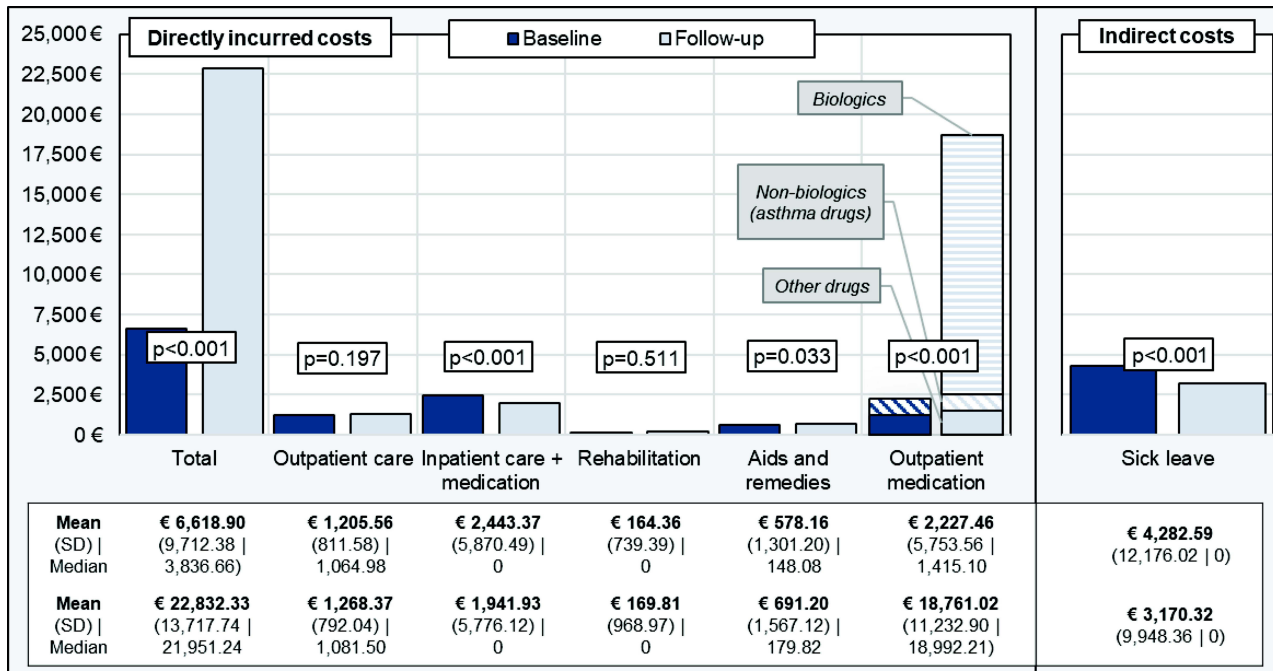 Directly incurred costs
Baseline
Follow-up
Indirect costs
25,000 €
22,500 €
20,000 €
17,500 €
15,000 €
12,500 €
10,000 €
7,500 €
5,000 €
2,500 €
0 €
Biologics
Non-biologics
(asthma drugs)
Other drugs
p<0.001
p=0.197
p<0.001
p=0.511
p=0.033
p<0.001
p<0.001
Total
Outpatient care
Inpatient care +
medication
Rehabilitation
Aids and
remedies
Outpatient
medication
Sick leave
Mean € 6,618.90 € 1,205.56 € 2,443.37 € 164.36 € 578.16 € 2,227.46
(SD) | (9,712.38 | (811.58) | (5,870.49) | (739.39) | (1,301.20) | (5,753.56 |
Median 3,836.66) 1,064.98 0 0 148.08 1,415.10
€ 4,282.59
(12,176.02 | 0)
Mean € 22,832.33 € 1,268.37 € 1,941.93 € 169.81 € 691.20 € 18,761.02
(SD) | (13,717.74 | (792.04) | (5,776.12) | (968.97) | (1,567.12) | (11,232.90 |
Median 21,951.24 1,081.50 0 0 179.82 18,992.21)
€ 3,170.32
(9,948.36 | 0)